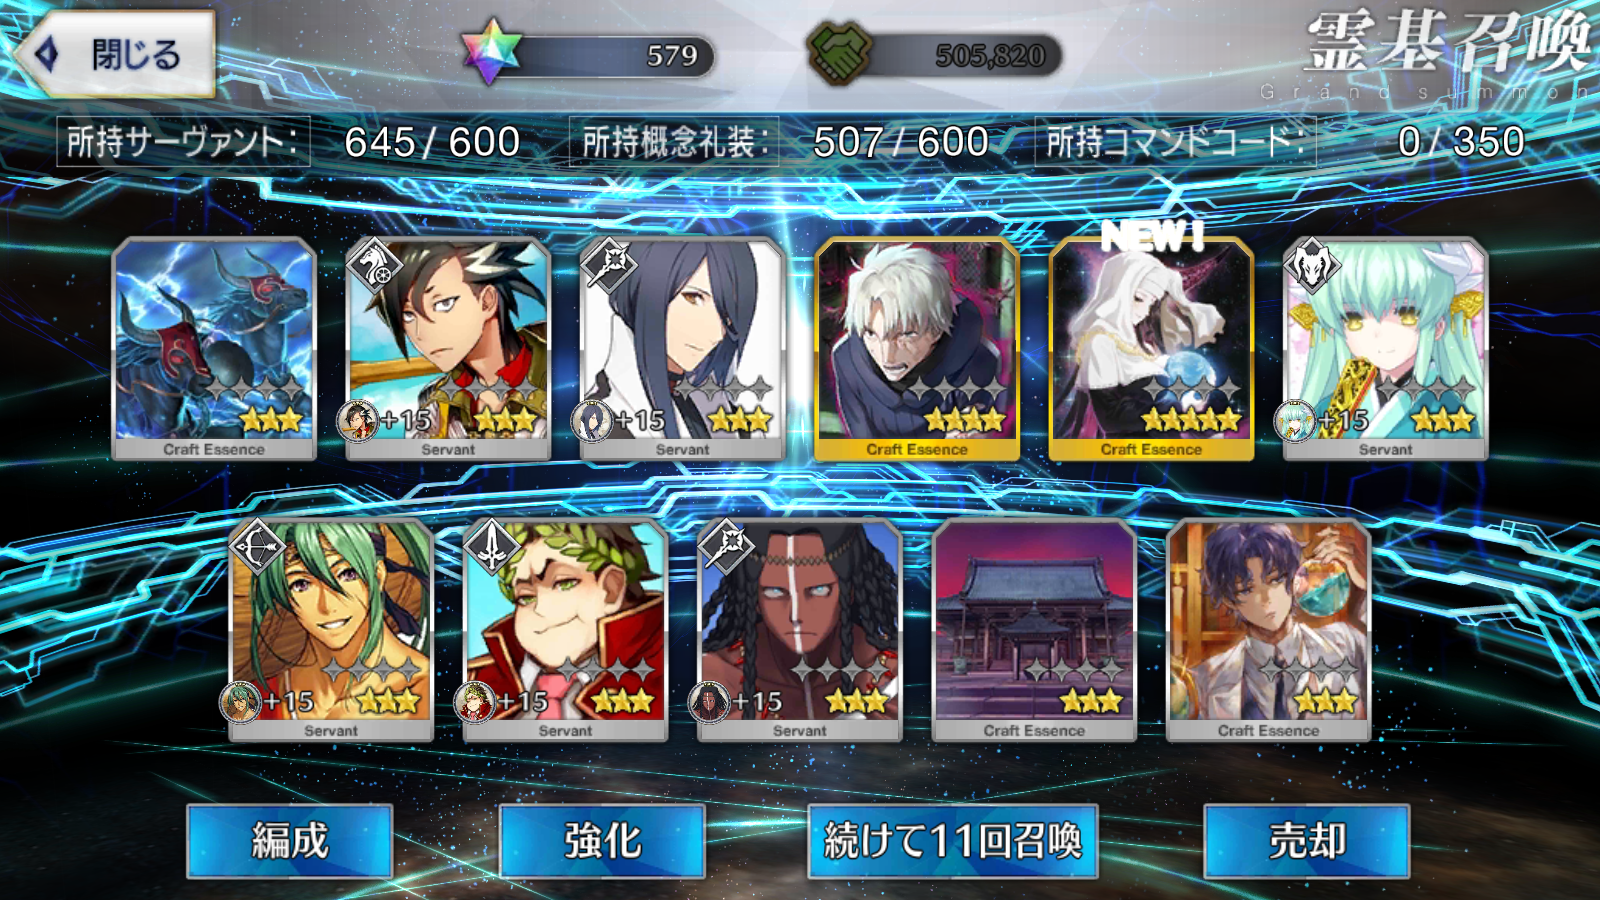 閉じる
579
505,820
霊基召喚
Grand summon
所持サーヴァント: 645 / 600
所持概念礼装: 507 / 600
所持コマンドコード: 0 / 350
NEW!
+15
+15
+15
Craft Essence
Servant
Servant
Craft Essence
Craft Essence
Servant
+15
+15
+15
Servant
Servant
Servant
Craft Essence
Craft Essence
編成
強化
続けて11回召喚
売却